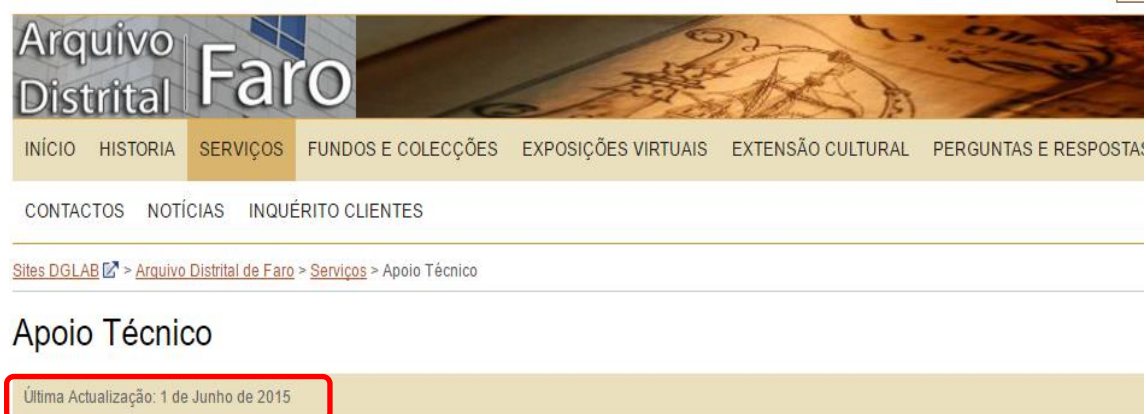 Arquivo
Distrital Faro
INÍCIO HISTORIA SERVIÇOS FUNDOS E COLECÇÕES EXPOSIÇÕES VIRTUAIS EXTENSÃO CULTURAL PERGUNTAS E RESPOSTAS
CONTACTOS NOTÍCIAS INQUÉRITO CLIENTES
Sites DGLAB > Arquivo Distrital de Faro > Serviços > Apoio Técnico
Apoio Técnico
Última Actualização: 1 de Junho de 2015